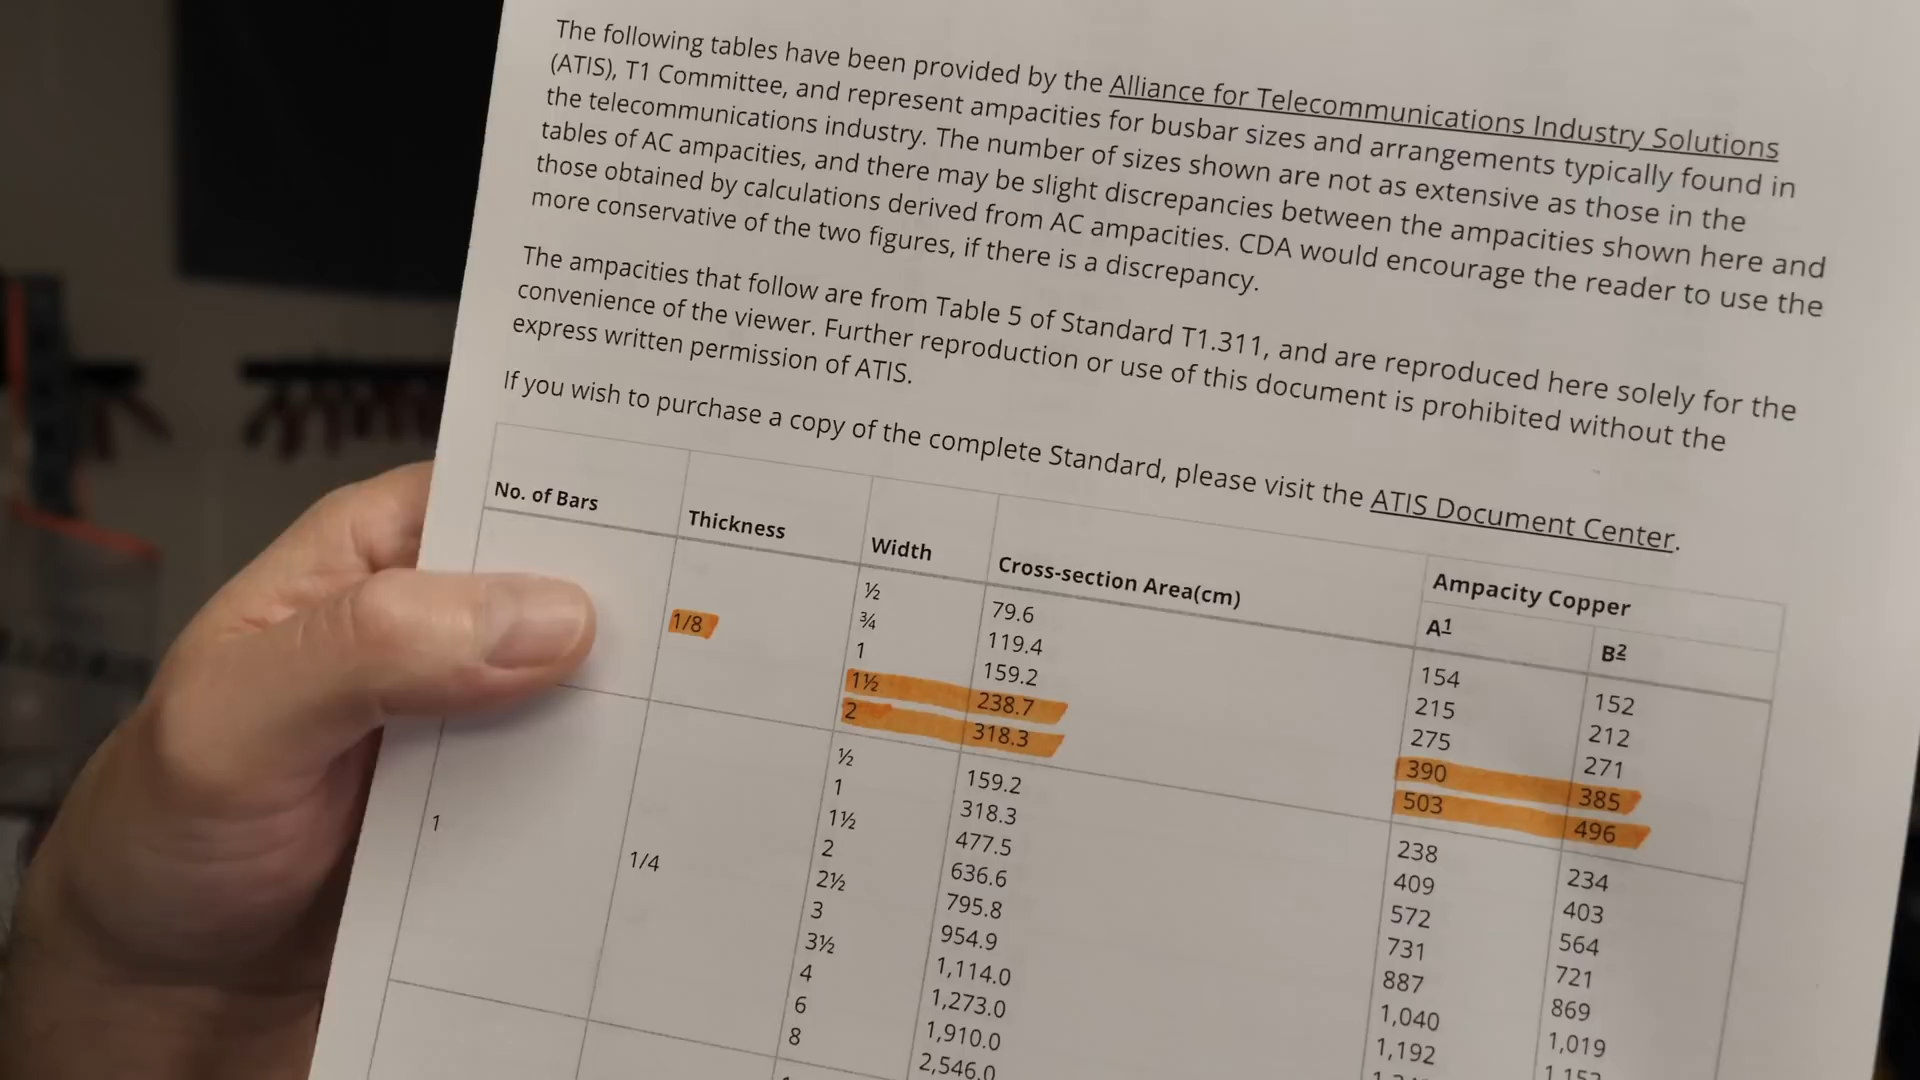 The following tables have been provided by the Alliance for Telecommunications Industry Solutions
(ATIS), T1 Committee, and represent ampacities for busbar sizes and arrangements typically found in
the telecommunications industry. The number of sizes shown are not as extensive as those in the
tables of AC ampacities, and there may be slight discrepancies between the ampacities shown here and
those obtained by calculations derived from AC ampacities. CDA would encourage the reader to use the
more conservative of the two figures, if there is a discrepancy.
The ampacities that follow are from Table 5 of Standard T1.311, and are reproduced here solely for the
convenience of the viewer. Further reproduction or use of this document is prohibited without the
express written permission of ATIS.
If you wish to purchase a copy of the complete Standard, please visit the ATIS Document Center.
No. of Bars Thickness Width Cross-section Area(cm) Ampacity Copper
A1 B2
½ 79.6 154 152
¾ 119.4 215 212
1/8 1 159.2 275 271
1½ 238.7 390 385
2 318.3 503 496
½ 159.2 238 234
1 318.3 409 403
1½ 477.5 572 564
2 636.6 731 721
1 1/4 2½ 795.8 887 869
3 954.9 1,040 1,019
3½ 1,114.0 1,192
4 1,273.0
6 1,910.0
8 2,546.0